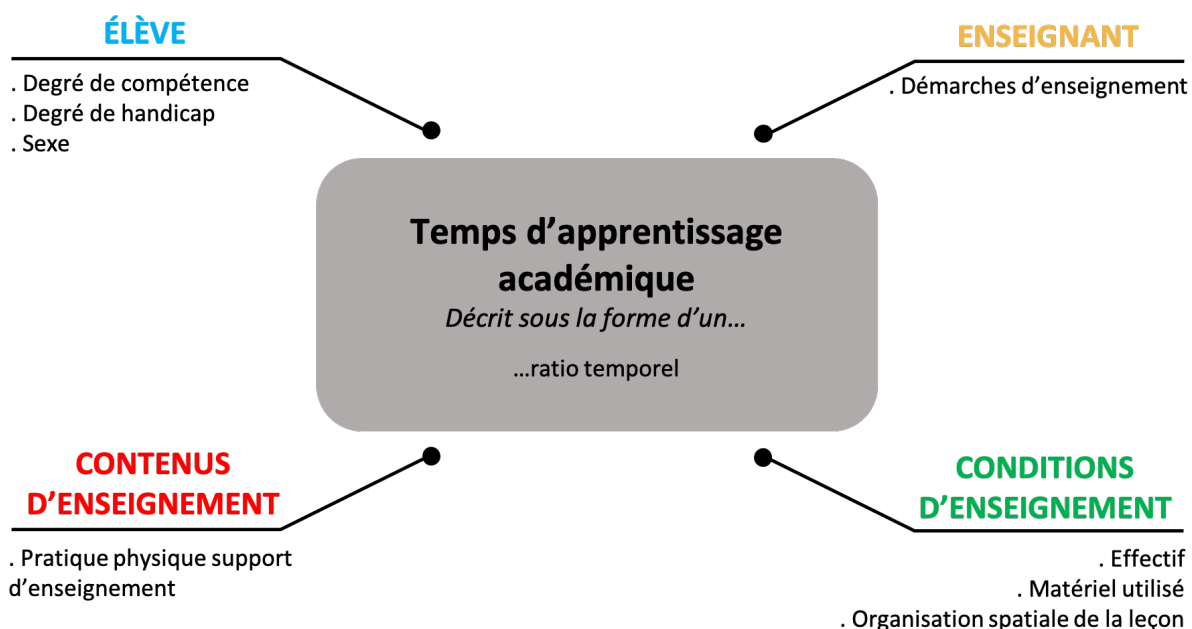 ÉLÈVE
. Degré de compétence
. Degré de handicap
. Sexe
ENSEIGNANT
. Démarches d’enseignement
Temps d’apprentissage
académique
Décrit sous la forme d’un…
…ratio temporel
CONTENUS
D’ENSEIGNEMENT
. Pratique physique support
d’enseignement
CONDITIONS
D’ENSEIGNEMENT
. Effectif
. Matériel utilisé
. Organisation spatiale de la leçon